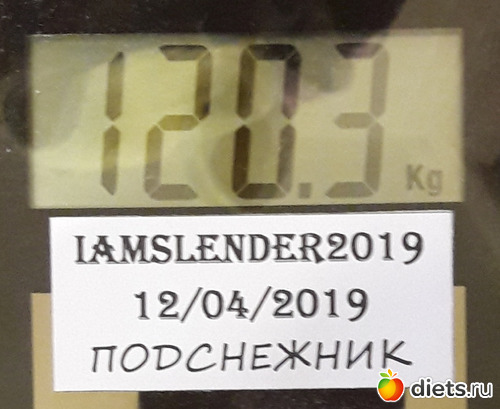 120.3 Kg
IAMSLENDER2019
12/04/2019
ПОДСНЕЖНИК
diets.ru